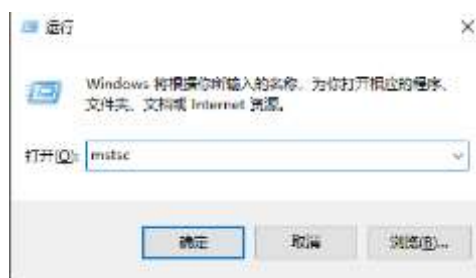 运行
Windows 将根据你所输入的名称，为你打开相应的程序、
文件夹、文档或 Internet 资源。
打开(O): mstsc
确定 取消 浏览(B)...